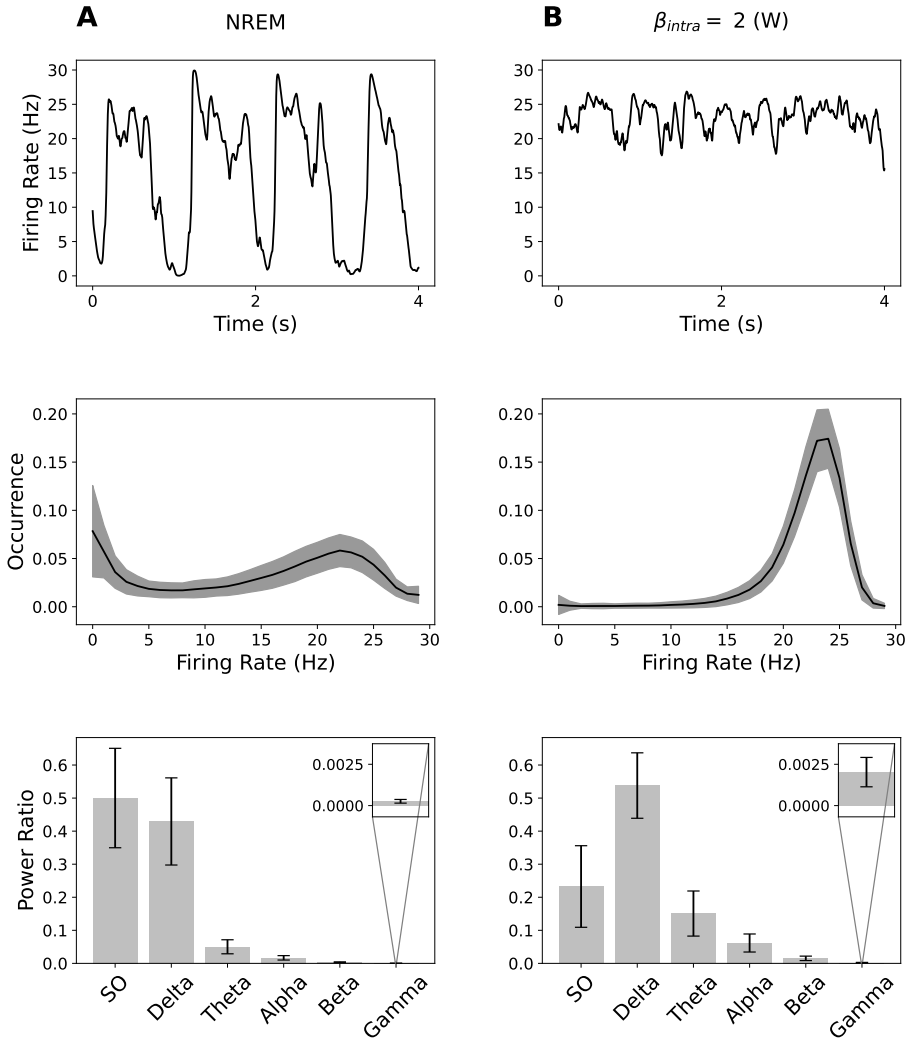 A
NREM
B
β_intra = 2 (W)
Firing Rate (Hz)
30
25
20
15
10
5
0
0 2 4
Time (s)
30
25
20
15
10
5
0
0 2 4
Time (s)
Occurrence
0.20
0.15
0.10
0.05
0.00
0 5 10 15 20 25 30
Firing Rate (Hz)
0.20
0.15
0.10
0.05
0.00
0 5 10 15 20 25 30
Firing Rate (Hz)
Power Ratio
0.6
0.5
0.4
0.3
0.2
0.1
0.0
0.0025
0.0000
SO Delta Theta Alpha Beta Gamma
0.6
0.5
0.4
0.3
0.2
0.1
0.0
0.0025
0.0000
SO Delta Theta Alpha Beta Gamma